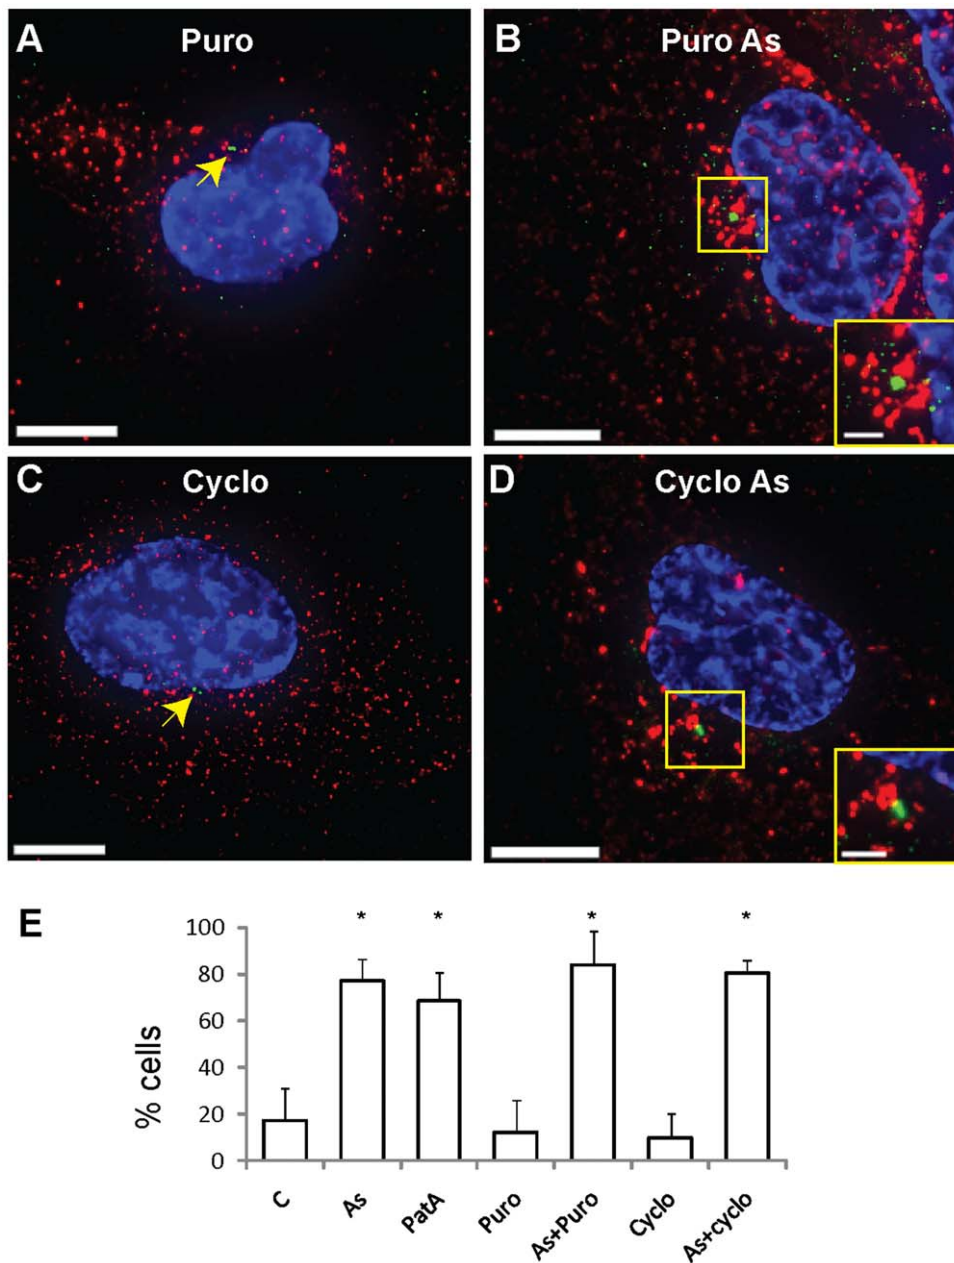 A Puro
B Puro As
C Cyclo
D Cyclo As
E
% cells
100
80
60
40
20
0
* * * *
C As PatA Puro As+Puro Cyclo As+cyclo